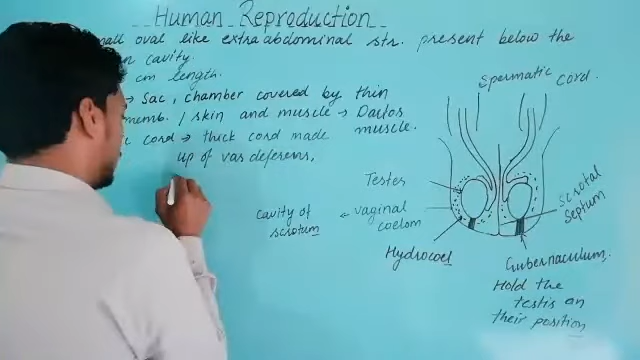 Human Reproduction
small oval like extra abdominal str. present below the
cavity.
cm length.
→ Sac, chamber covered by thin
memb. / skin and muscle → Dartos
muscle.
cord → thick cord made
up of vas deferens,
Spermatic cord.
Testes
cavity of
scrotum
← vaginal
coelom
Hydrocoel
Scrotal
Septum
Gubernaculum.
Hold the
testis on
their position